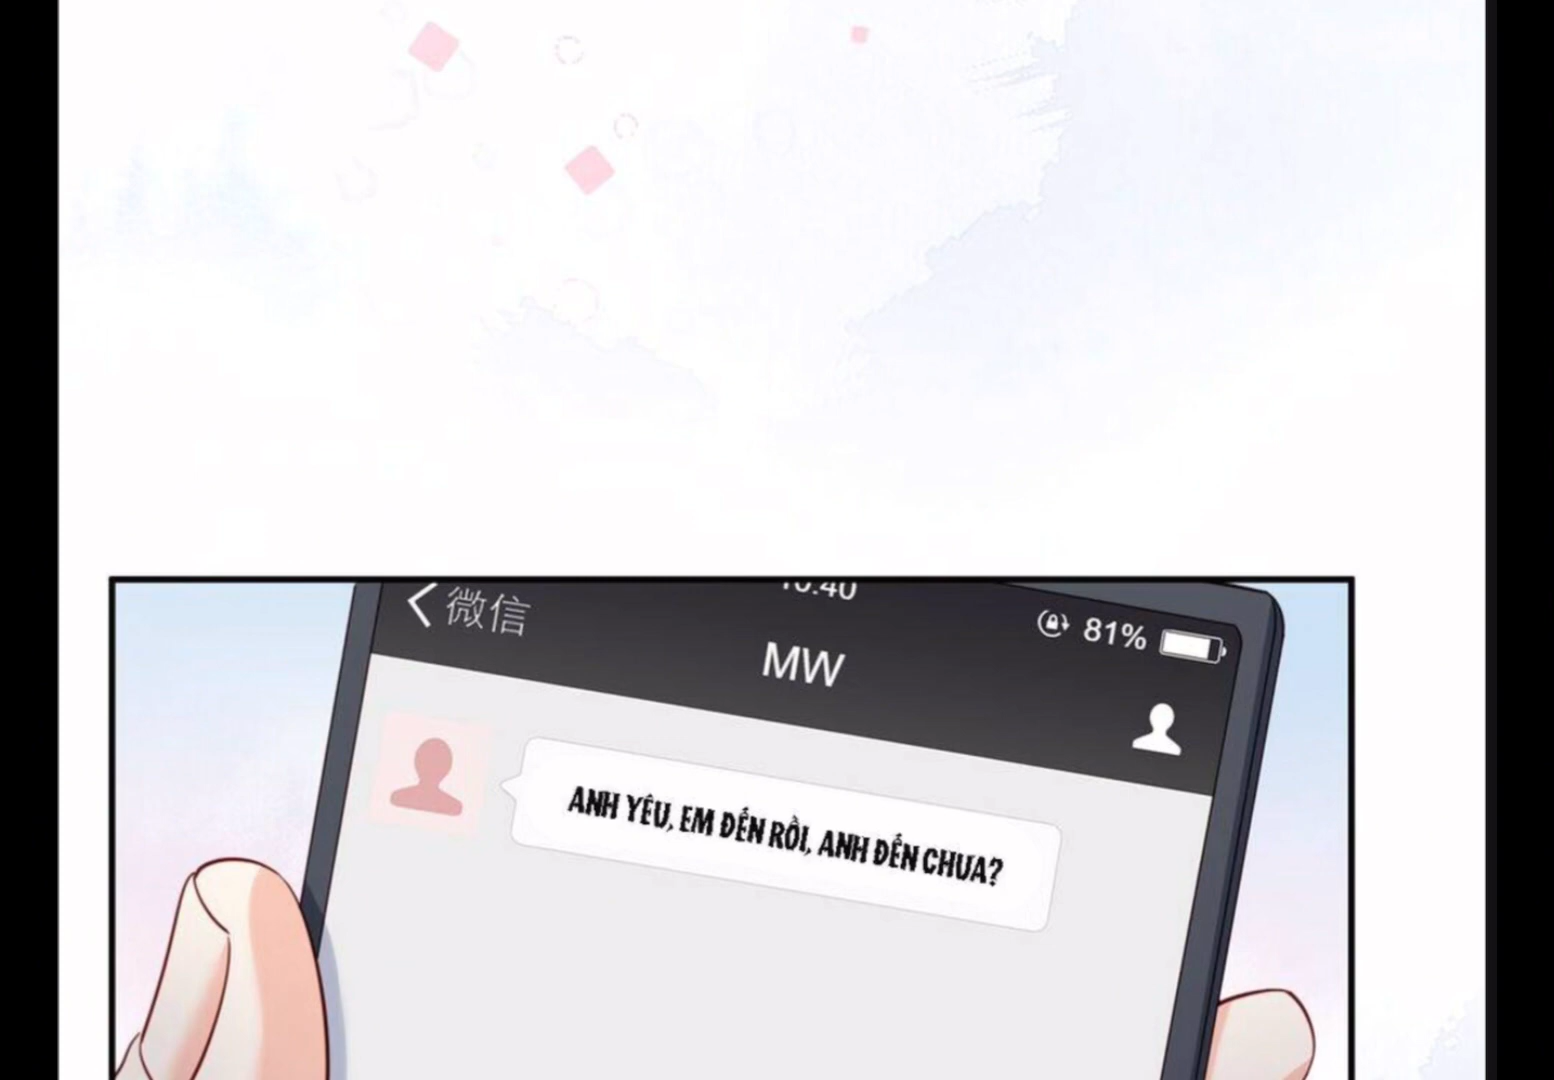 微信
81%
MW
ANH YÊU, EM ĐẾN RỒI, ANH ĐẾN CHƯA?